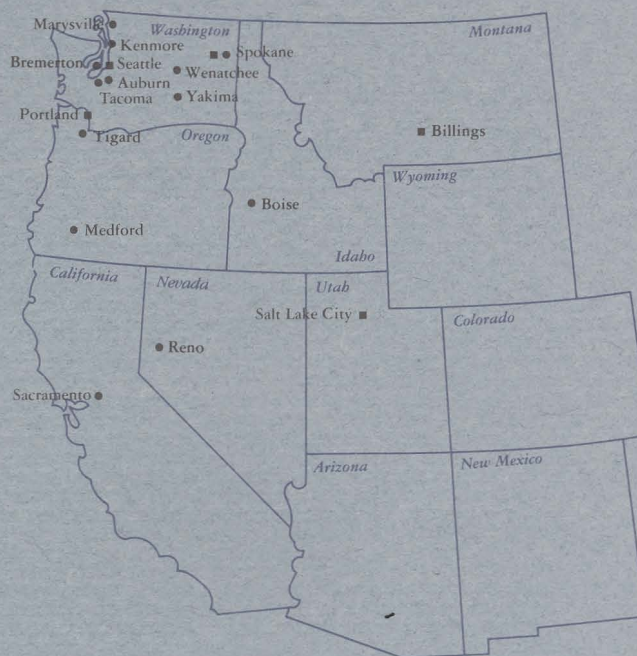 Marysville
Washington
Montana
Kenmore
Bremerton
Seattle
Spokane
Wenatchee
Auburn
Tacoma
Yakima
Portland
Tigard
Oregon
Billings
Wyoming
Boise
Medford
Idaho
California
Nevada
Utah
Salt Lake City
Colorado
Reno
Sacramento
Arizona
New Mexico